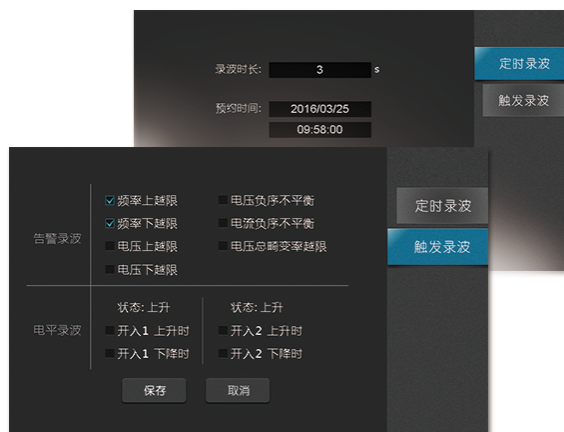 录波时长: 3 s
定时录波
触发录波
预约时间: 2016/03/25
09:58:00
频率上越限 电压负序不平衡
频率下越限 电流负序不平衡
告警录波
电压上越限 电压总畸变率越限
电压下越限
定时录波
触发录波
状态: 上升 状态: 上升
电平录波 开入1 上升时 开入2 上升时
开入1 下降时 开入2 下降时
保存 取消